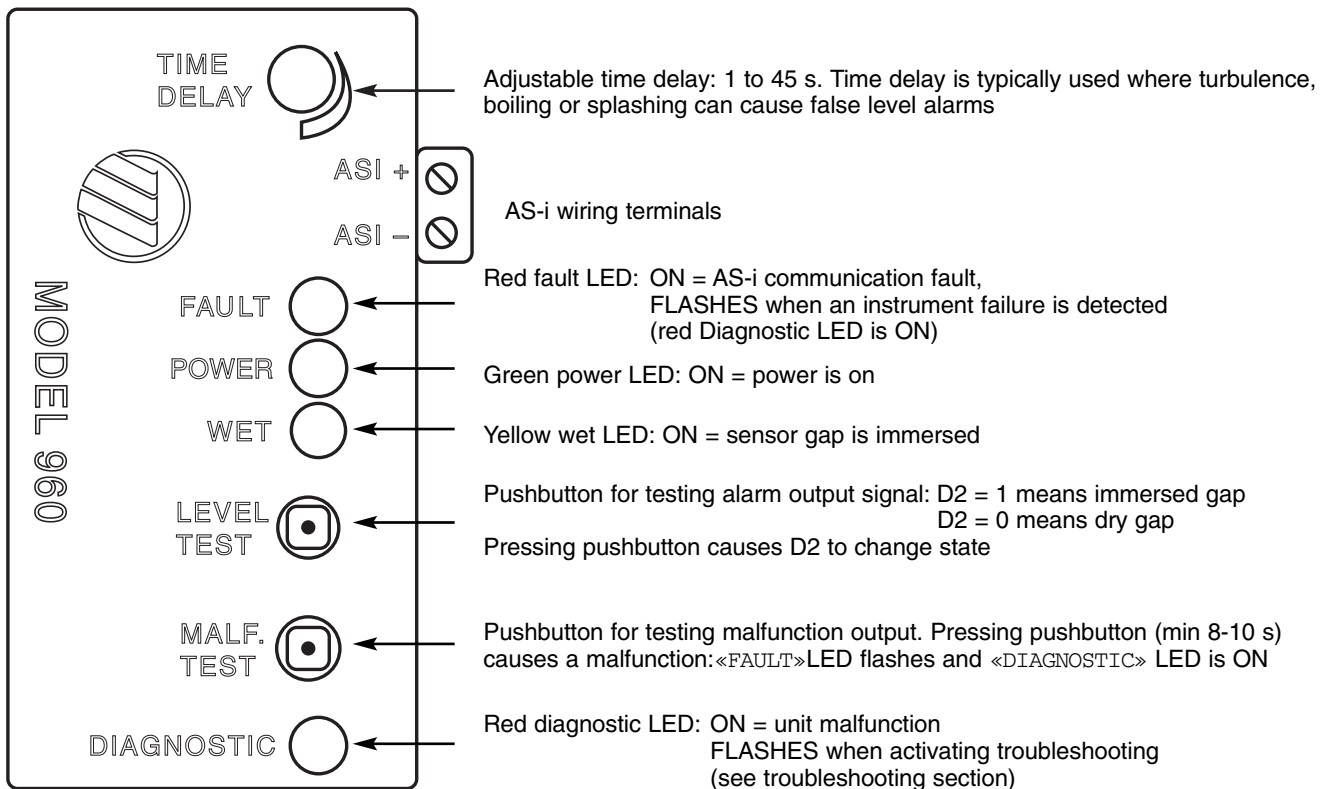 TIME
DELAY
Adjustable time delay: 1 to 45 s. Time delay is typically used where turbulence,
boiling or splashing can cause false level alarms
ASI +
ASI –
AS-i wiring terminals
MODEL 960
FAULT
Red fault LED: ON = AS-i communication fault,
FLASHES when an instrument failure is detected
(red Diagnostic LED is ON)
POWER
Green power LED: ON = power is on
WET
Yellow wet LED: ON = sensor gap is immersed
LEVEL
TEST
Pushbutton for testing alarm output signal: D2 = 1 means immersed gap
D2 = 0 means dry gap
Pressing pushbutton causes D2 to change state
MALF.
TEST
Pushbutton for testing malfunction output. Pressing pushbutton (min 8-10 s)
causes a malfunction:«FAULT»LED flashes and «DIAGNOSTIC» LED is ON
DIAGNOSTIC
Red diagnostic LED: ON = unit malfunction
FLASHES when activating troubleshooting
(see troubleshooting section)